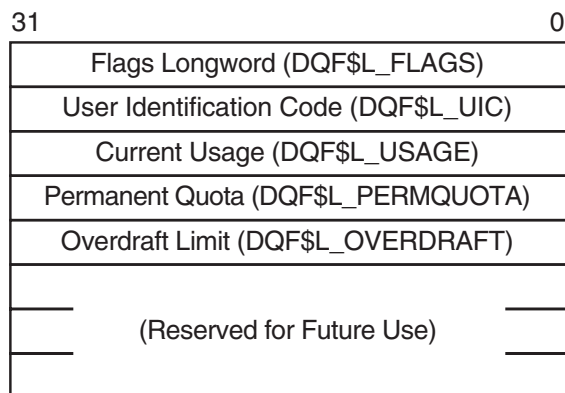 31 0
Flags Longword (DQF$L_FLAGS)
User Identification Code (DQF$L_UIC)
Current Usage (DQF$L_USAGE)
Permanent Quota (DQF$L_PERMQUOTA)
Overdraft Limit (DQF$L_OVERDRAFT)
(Reserved for Future Use)